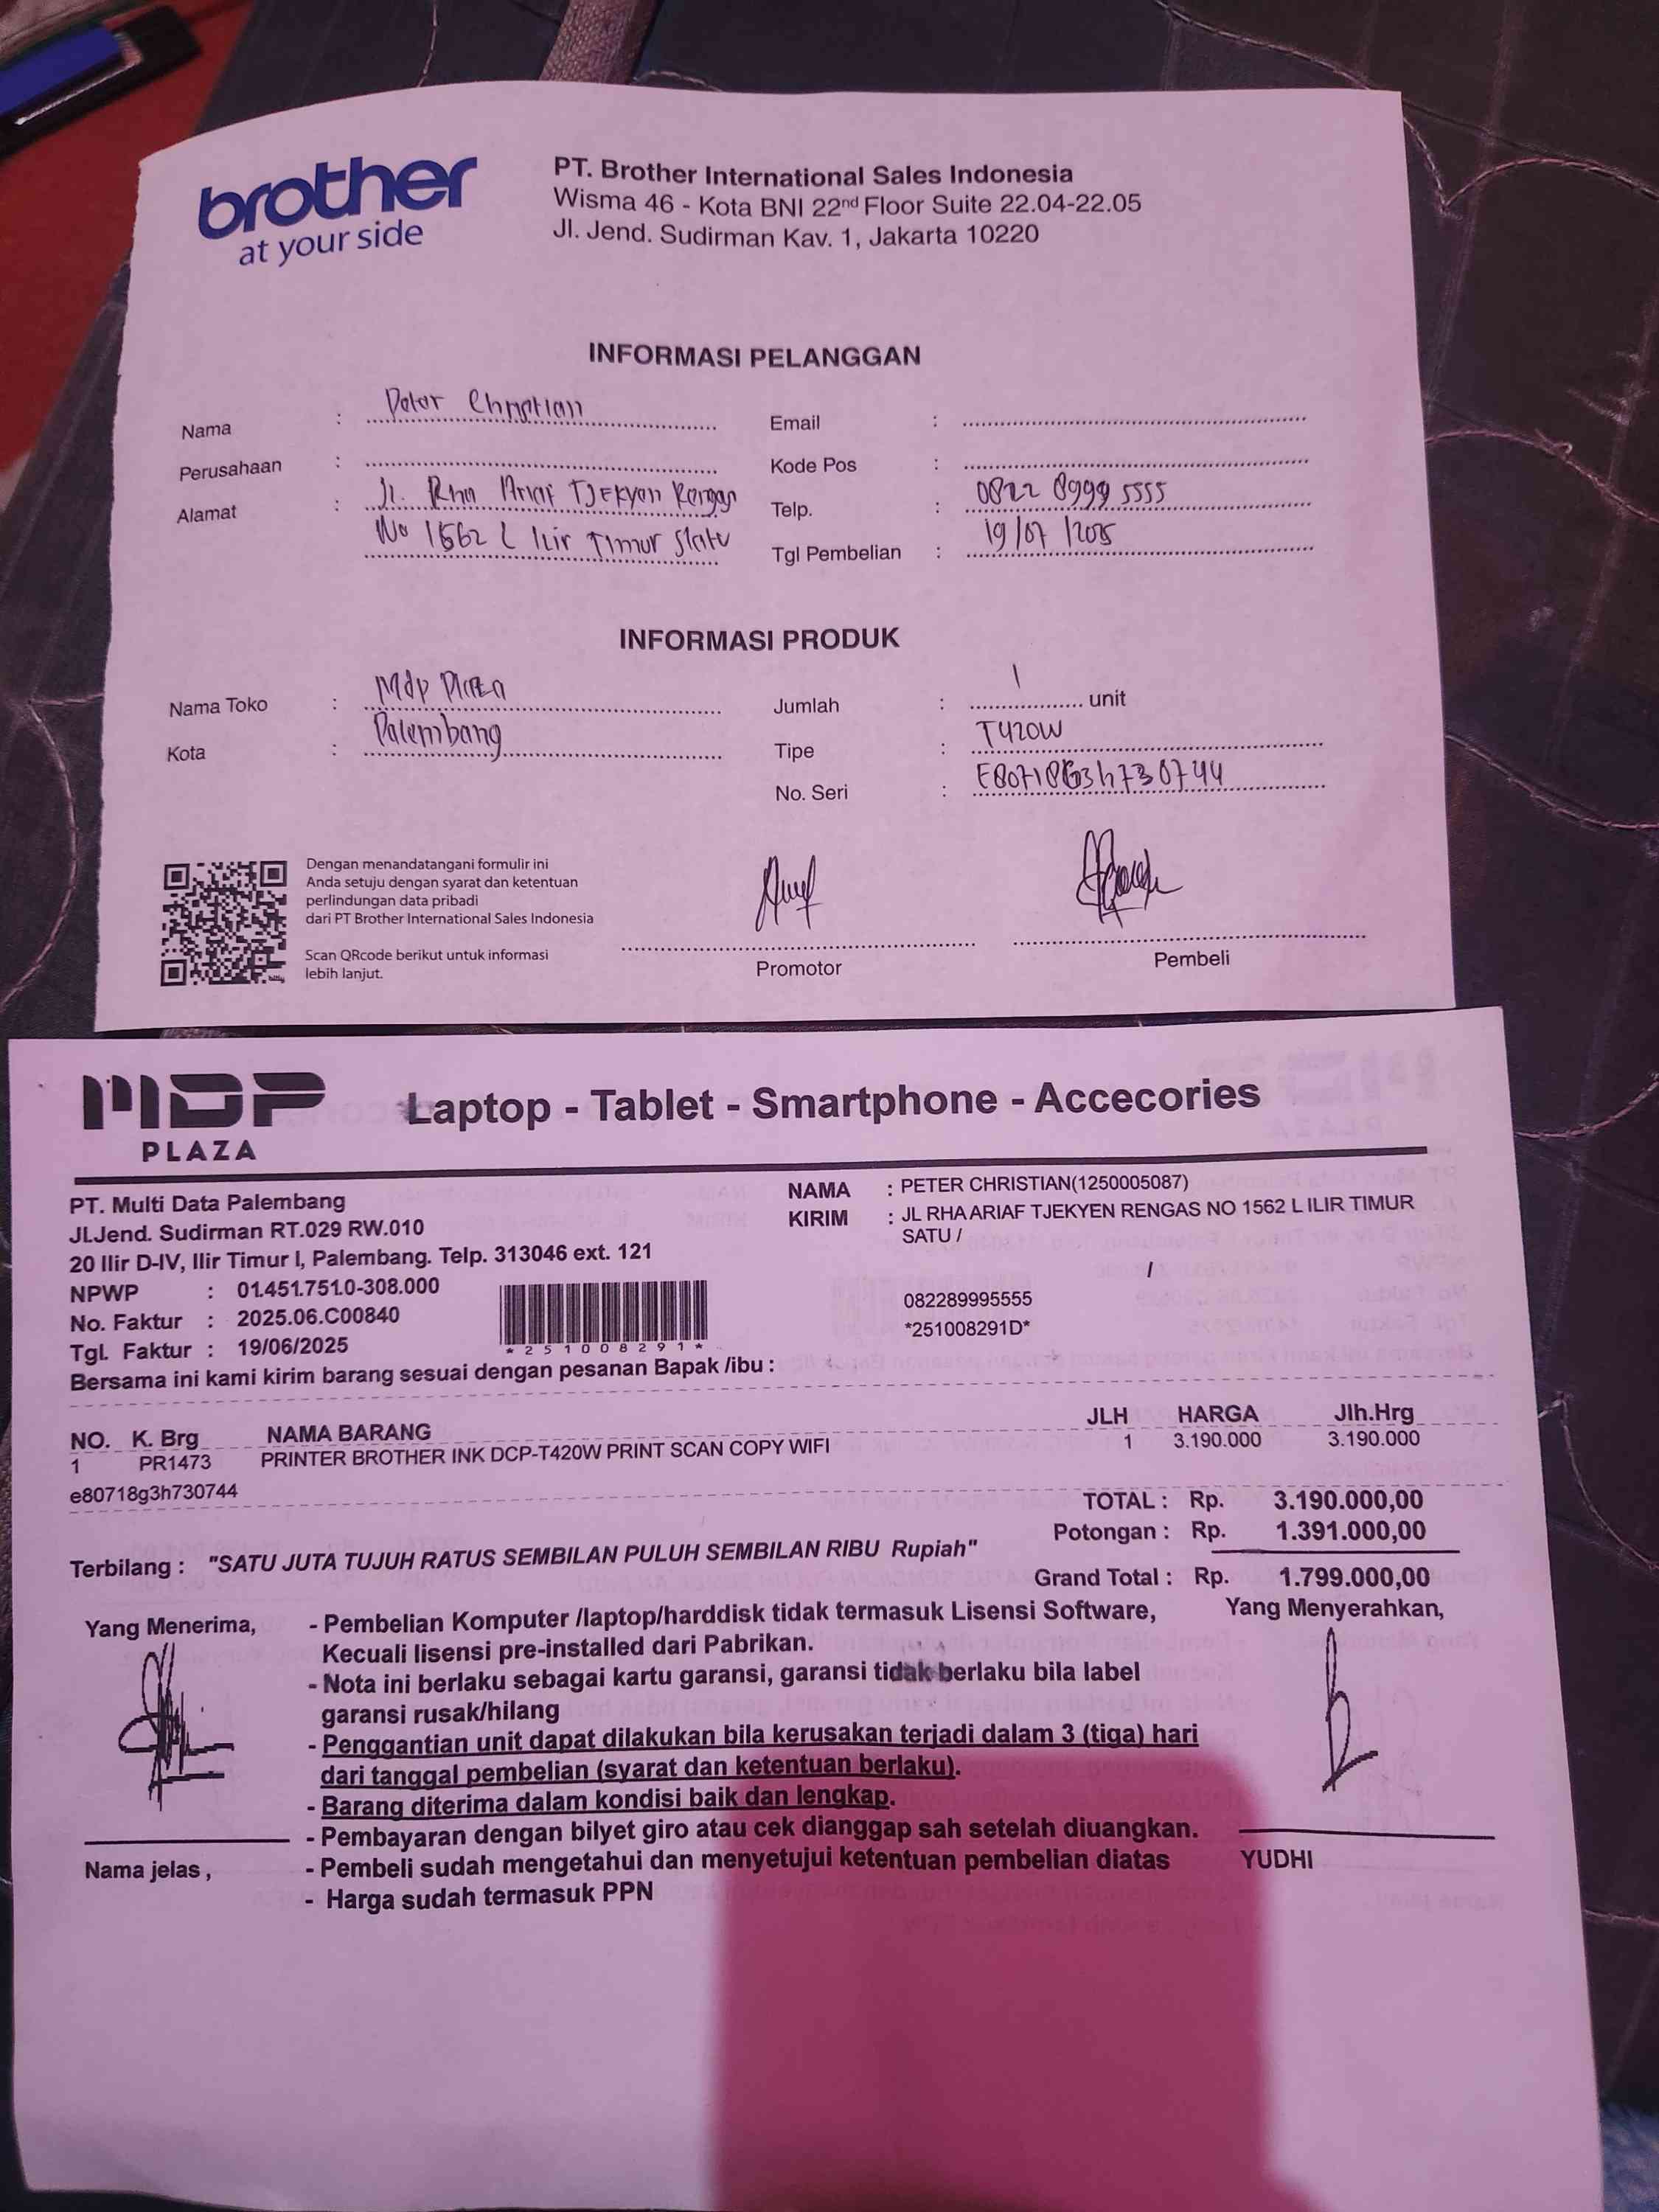 brother
at your side
PT. Brother International Sales Indonesia
Wisma 46 - Kota BNI 22nd Floor Suite 22.04-22.05
Jl. Jend. Sudirman Kav. 1, Jakarta 10220
INFORMASI PELANGGAN
Nama : Peter Christian
Perusahaan :
Alamat : Jl. Rha Ariaf Tjekyen Rengas
No 1562 L Ilir Timur Satu
Email :
Kode Pos :
Telp. : 0822 8999 5555
Tgl Pembelian : 19/07/2025
INFORMASI PRODUK
Nama Toko : Mdp Plaza
Kota : Palembang
Jumlah : 1 unit
Tipe : T420W
No. Seri : E80718G3h730744
Dengan menandatangani formulir ini
Anda setuju dengan syarat dan ketentuan
perlindungan data pribadi
dari PT Brother International Sales Indonesia
Scan QRcode berikut untuk informasi
lebih lanjut.
Promotor
Pembeli
MDP
PLAZA
Laptop - Tablet - Smartphone - Accecories
PT. Multi Data Palembang
Jl.Jend. Sudirman RT.029 RW.010
20 Ilir D-IV, Ilir Timur I, Palembang. Telp. 313046 ext. 121
NPWP : 01.451.751.0-308.000
No. Faktur : 2025.06.C00840
Tgl. Faktur : 19/06/2025
*251008291*
NAMA : PETER CHRISTIAN(1250005087)
KIRIM : JL RHA ARIAF TJEKYEN RENGAS NO 1562 L ILIR TIMUR
SATU /
/
082289995555
*251008291D*
Bersama ini kami kirim barang sesuai dengan pesanan Bapak /ibu :
NO. K. Brg NAMA BARANG JLH HARGA Jlh.Hrg
1 PR1473 PRINTER BROTHER INK DCP-T420W PRINT SCAN COPY WIFI 1 3.190.000 3.190.000
e80718g3h730744
TOTAL : Rp. 3.190.000,00
Potongan : Rp. 1.391.000,00
Terbilang : "SATU JUTA TUJUH RATUS SEMBILAN PULUH SEMBILAN RIBU Rupiah"
Grand Total : Rp. 1.799.000,00
Yang Menerima,
- Pembelian Komputer /laptop/harddisk tidak termasuk Lisensi Software,
Kecuali lisensi pre-installed dari Pabrikan.
- Nota ini berlaku sebagai kartu garansi, garansi tidak berlaku bila label
garansi rusak/hilang
- Penggantian unit dapat dilakukan bila kerusakan terjadi dalam 3 (tiga) hari
dari tanggal pembelian (syarat dan ketentuan berlaku).
- Barang diterima dalam kondisi baik dan lengkap.
- Pembayaran dengan bilyet giro atau cek dianggap sah setelah diuangkan.
- Pembeli sudah mengetahui dan menyetujui ketentuan pembelian diatas
- Harga sudah termasuk PPN
Nama jelas ,
Yang Menyerahkan,
YUDHI